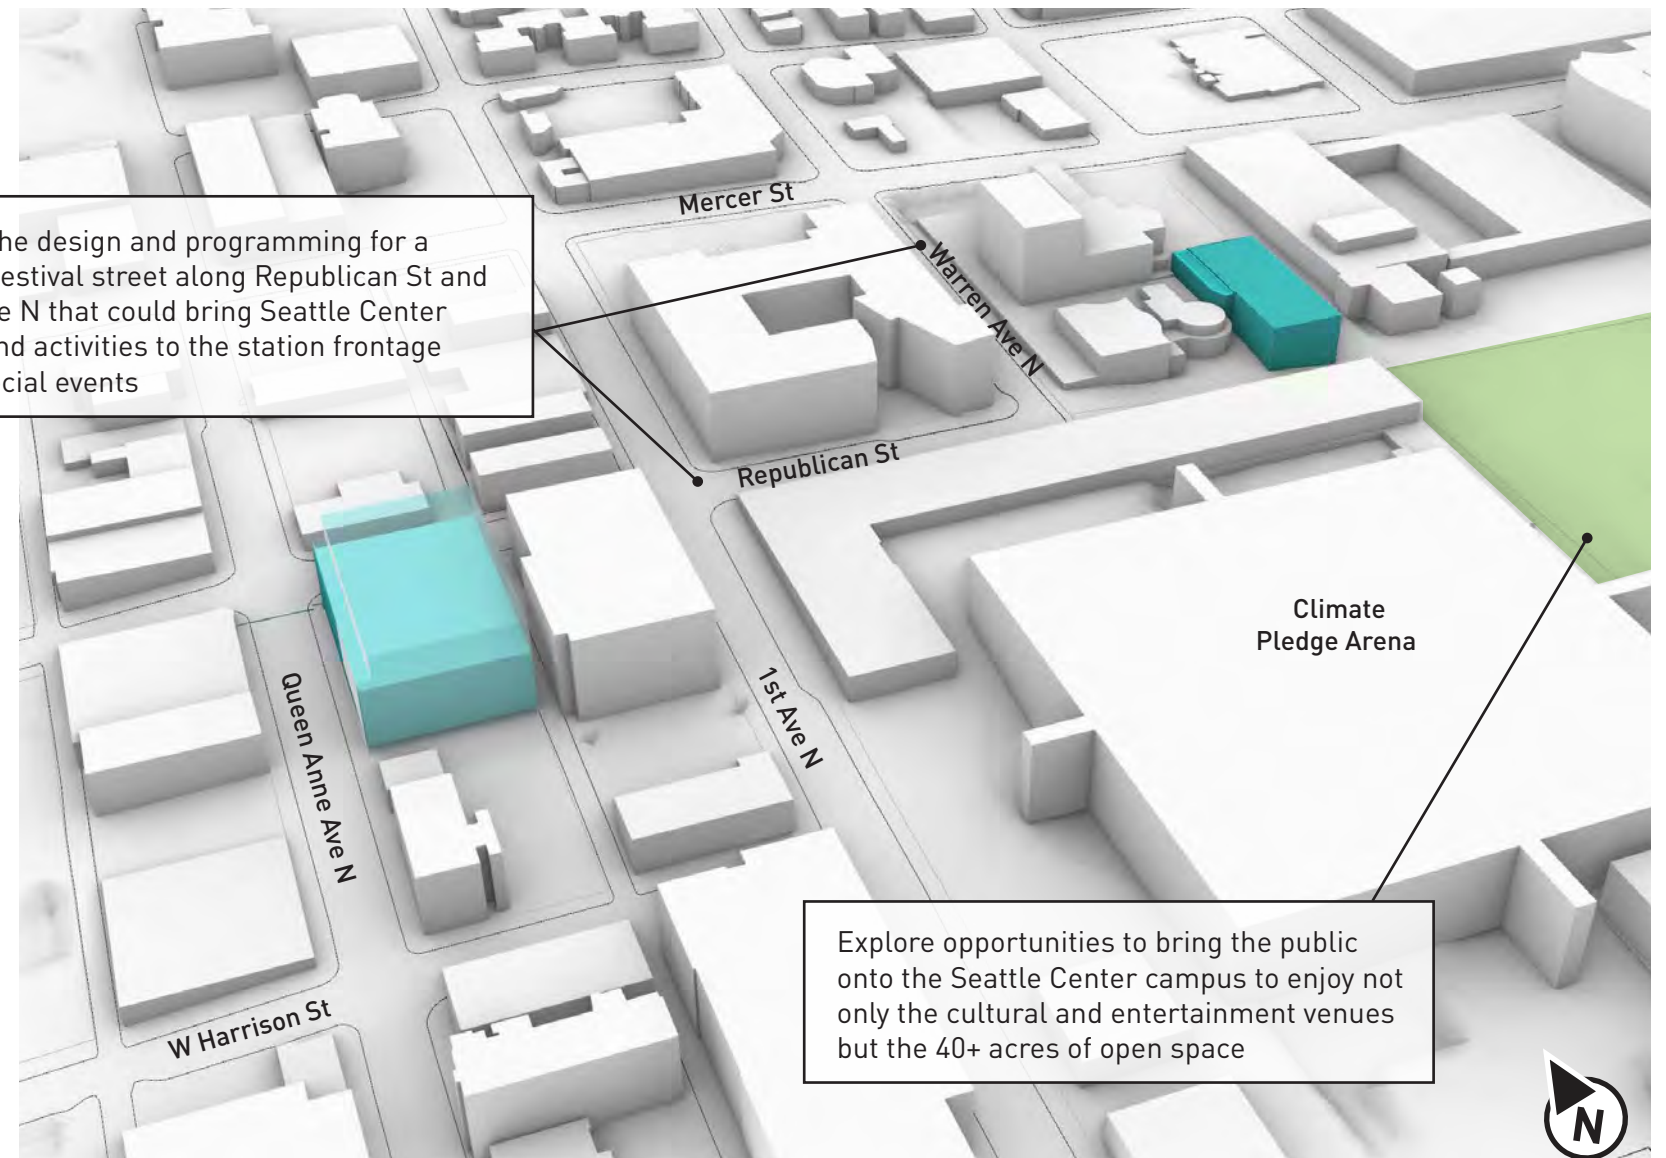 he design and programming for a
estival street along Republican St and
e N that could bring Seattle Center
nd activities to the station frontage
cial events
Mercer St
Warren Ave N
Republican St
Climate
Pledge Arena
Queen Anne Ave N
1st Ave N
W Harrison St
Explore opportunities to bring the public
onto the Seattle Center campus to enjoy not
only the cultural and entertainment venues
but the 40+ acres of open space
N